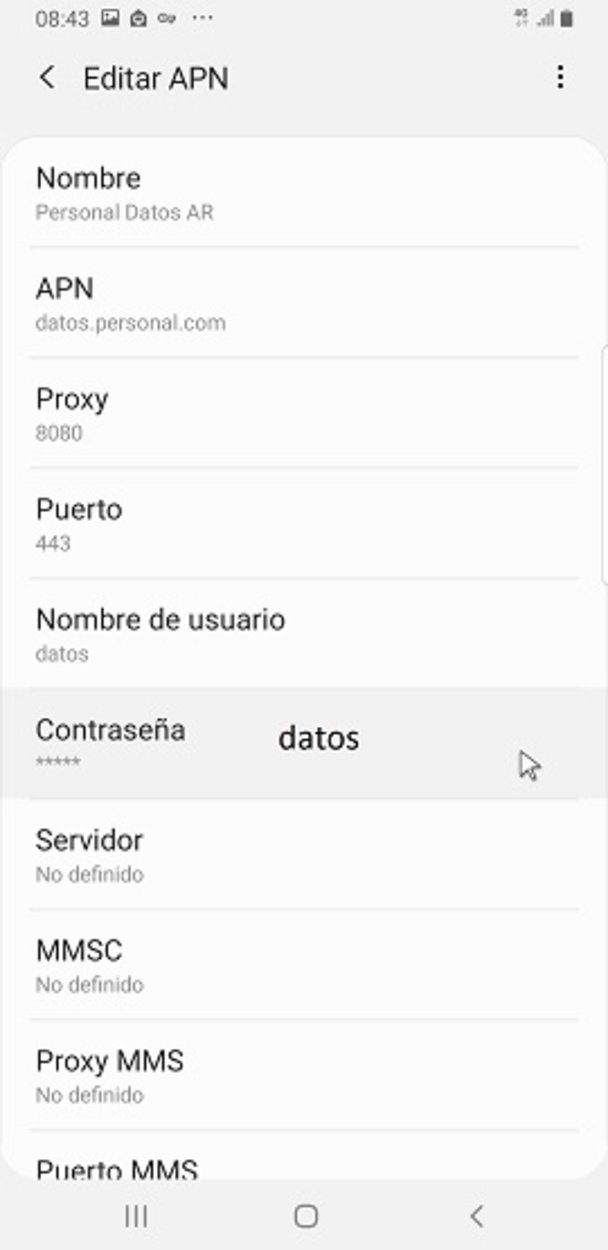 08:43
4G
Editar APN
Nombre
Personal Datos AR
APN
datos.personal.com
Proxy
8080
Puerto
443
Nombre de usuario
datos
Contraseña datos
*****
Servidor
No definido
MMSC
No definido
Proxy MMS
No definido
Puerto MMS